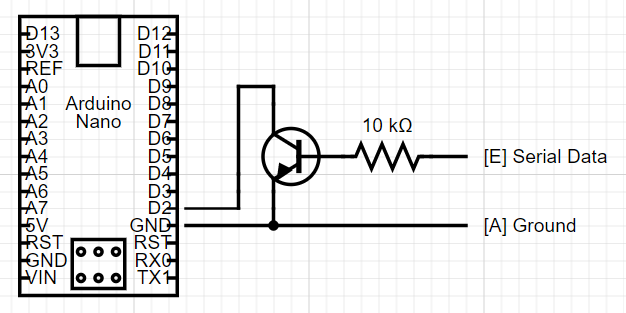 D13 D12
3V3 D11
REF D10
A0 D9
A1 Arduino D8
A2 Nano D7
A3 D6
A4 D5
A5 D4
A6 D3
A7 D2
5V GND
RST RST
GND RX0
VIN TX1
10 kΩ
[E] Serial Data
[A] Ground